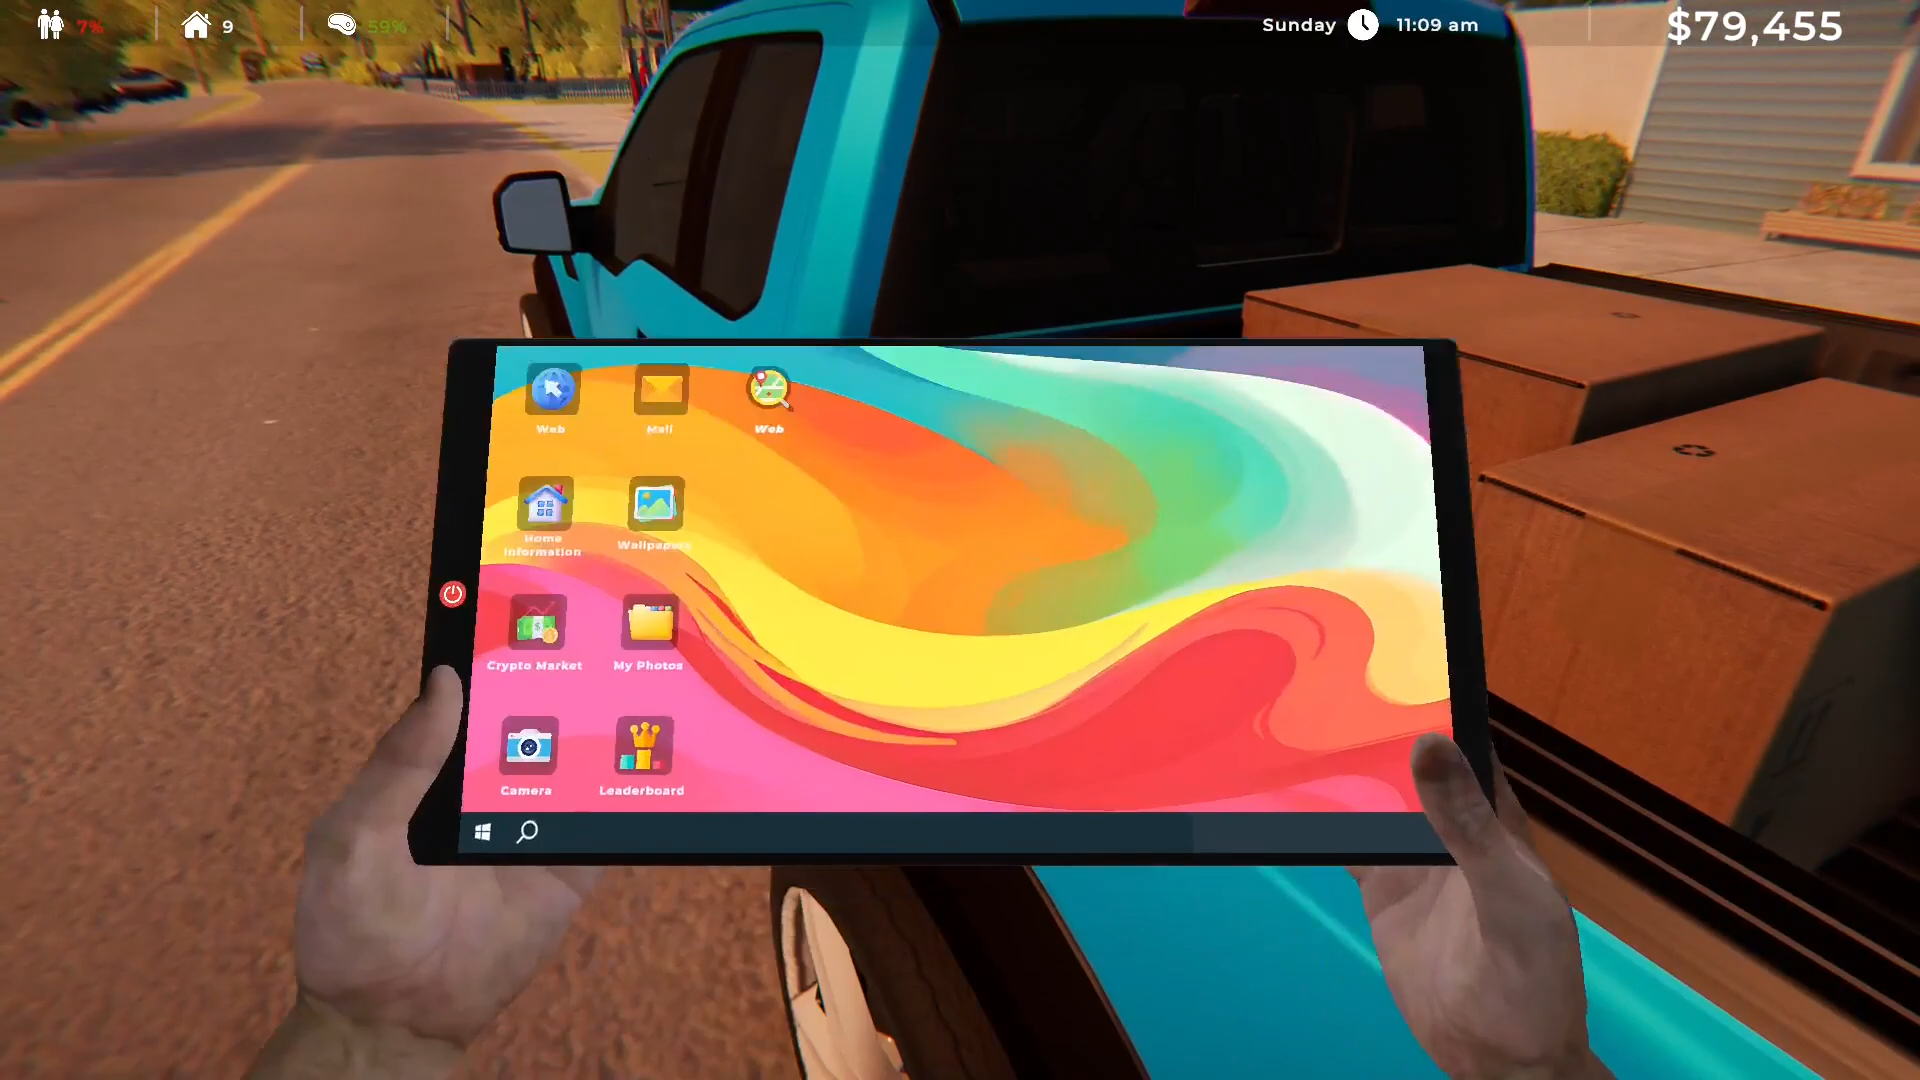 7%
9
59%
Sunday
11:09 am
$79,455
Web
Mail
Web
Home
Information
Wallpapers
Crypto Market
My Photos
Camera
Leaderboard